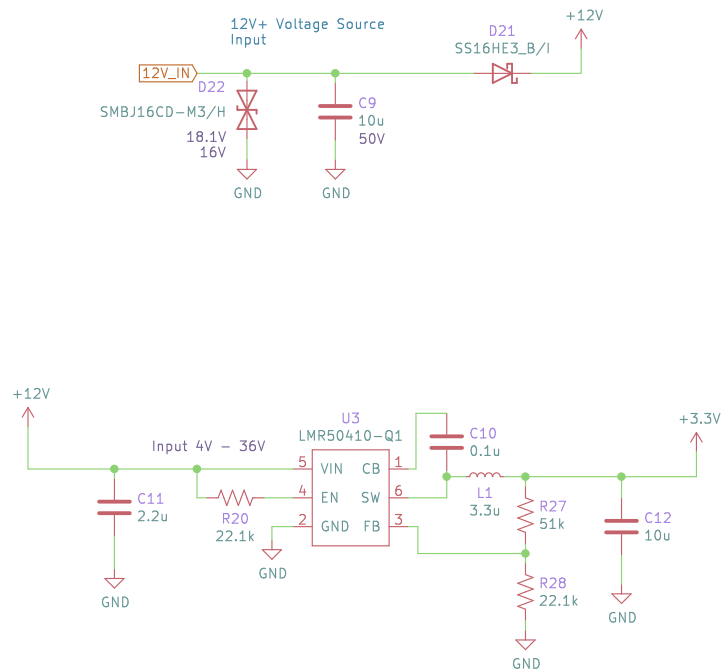 12V+ Voltage Source
Input
+12V
D21
SS16HE3_B/I
12V_IN
D22
SMBJ16CD-M3/H
18.1V
16V
C9
10u
50V
GND
GND
+12V
+3.3V
Input 4V - 36V
U3
LMR50410-Q1
C10
0.1u
5
VIN
CB
1
4
EN
SW
6
2
GND
FB
3
C11
2.2u
R20
22.1k
L1
3.3u
R27
51k
C12
10u
GND
GND
R28
22.1k
GND
GND